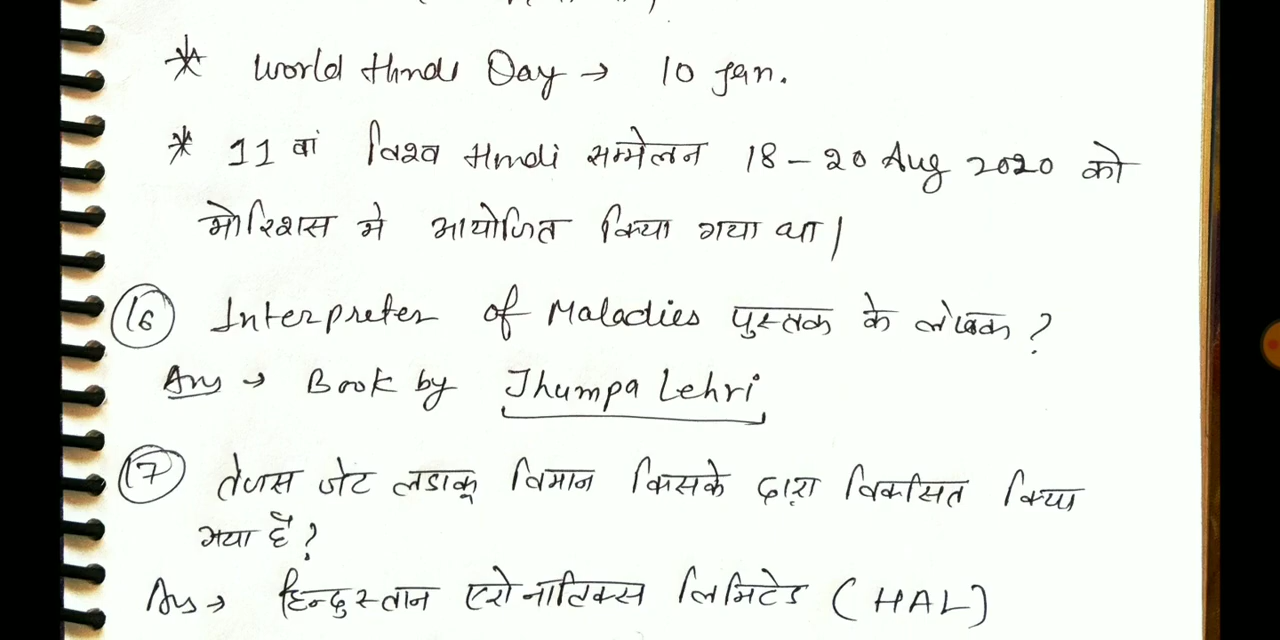 * World Hindi Day → 10 Jan.
* 11 वां विश्व Hindi सम्मेलन 18 – 20 Aug 2020 को
मोरिशस मे आयोजित किया गया था।
(16) Interpreter of Maladies पुस्तक के लेखक ?
Ans → Book by Jhumpa Lehri
(17) तेजस जेट लडाकू विमान किसके द्वारा विकसित किया
गया है ?
Ans → हिन्दुस्तान एरोनाटिक्स लिमिटेड (HAL)